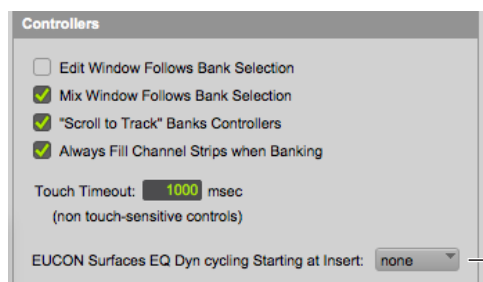 Controllers
Edit Window Follows Bank Selection
Mix Window Follows Bank Selection
"Scroll to Track" Banks Controllers
Always Fill Channel Strips when Banking
Touch Timeout: 1000 msec
(non touch-sensitive controls)
EUCON Surfaces EQ Dyn cycling Starting at Insert: none